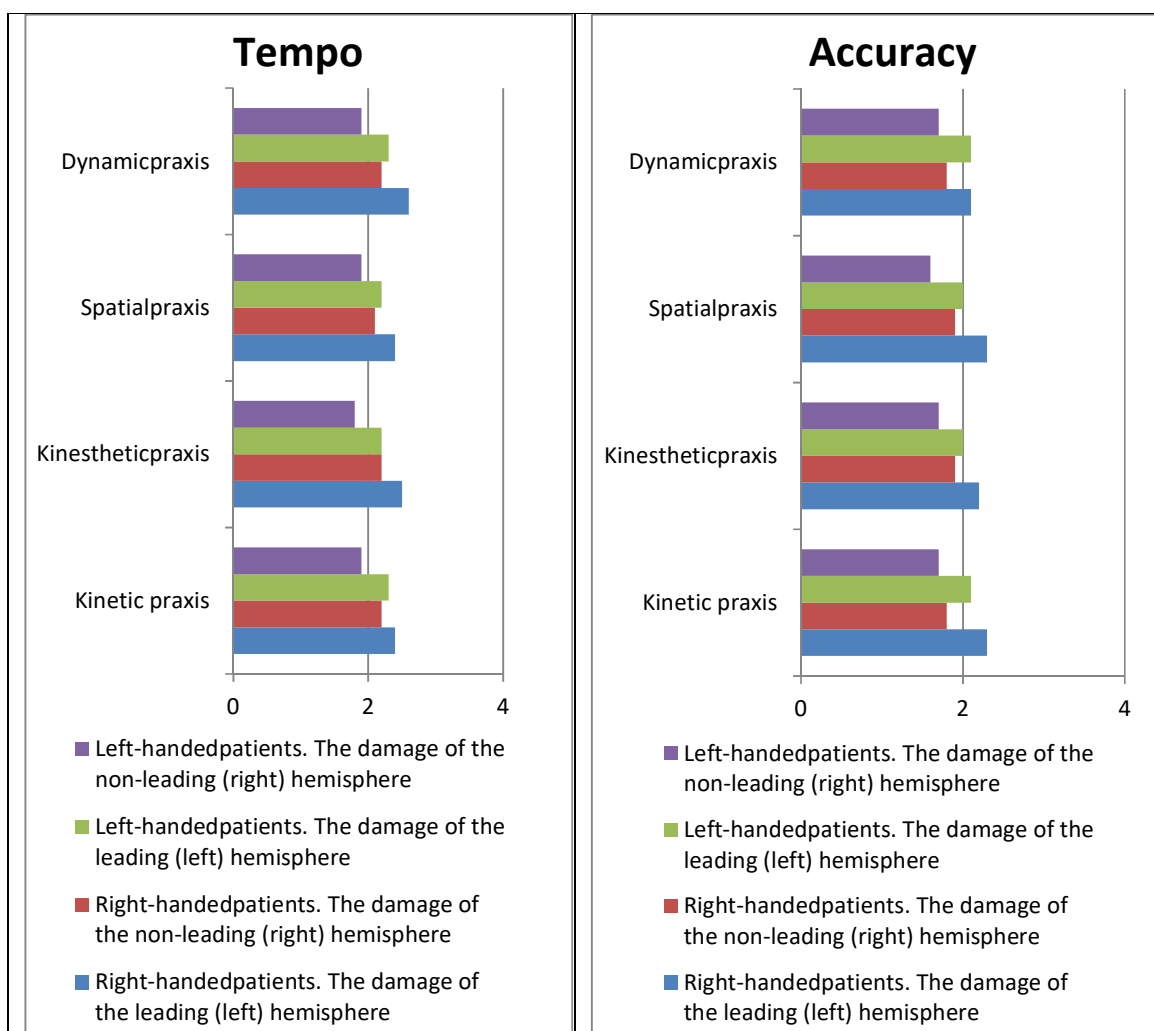 Tempo
Dynamicpraxis
Spatialpraxis
Kinestheticpraxis
Kinetic praxis
0 2 4
Left-handedpatients. The damage of the
non-leading (right) hemisphere
Left-handedpatients. The damage of the
leading (left) hemisphere
Right-handedpatients. The damage of
the non-leading (right) hemisphere
Right-handedpatients. The damage of
the leading (left) hemisphere
Accuracy
Dynamicpraxis
Spatialpraxis
Kinestheticpraxis
Kinetic praxis
0 2 4
Left-handedpatients. The damage of the
non-leading (right) hemisphere
Left-handedpatients. The damage of the
leading (left) hemisphere
Right-handedpatients. The damage of
the non-leading (right) hemisphere
Right-handedpatients. The damage of
the leading (left) hemisphere